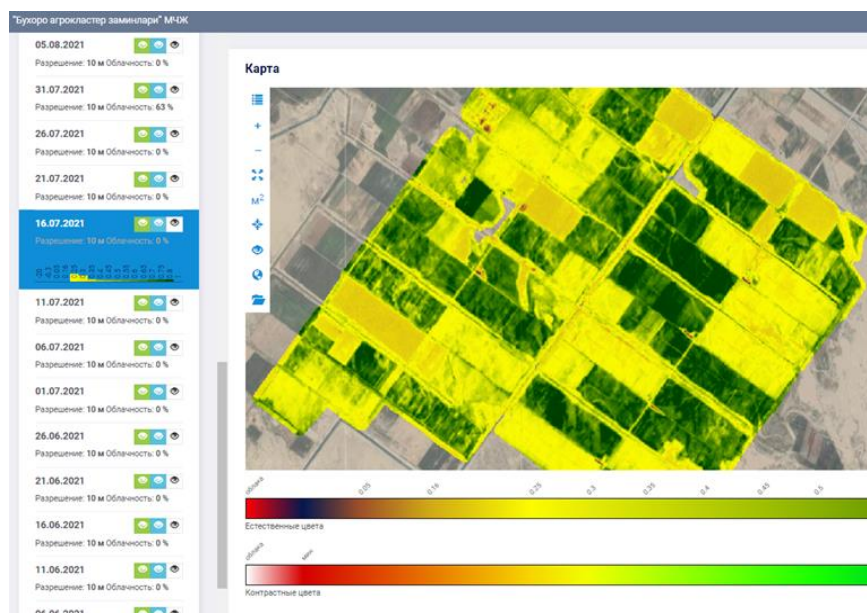 "Бухоро агрокластер заминлари" МЧЖ
05.08.2021
Разрешение: 10 м Облачность: 0 %
31.07.2021
Разрешение: 10 м Облачность: 63 %
26.07.2021
Разрешение: 10 м Облачность: 0 %
21.07.2021
Разрешение: 10 м Облачность: 0 %
16.07.2021
Разрешение: 10 м Облачность: 0 %
11.07.2021
Разрешение: 10 м Облачность: 0 %
06.07.2021
Разрешение: 10 м Облачность: 0 %
01.07.2021
Разрешение: 10 м Облачность: 0 %
26.06.2021
Разрешение: 10 м Облачность: 0 %
21.06.2021
Разрешение: 10 м Облачность: 0 %
16.06.2021
Разрешение: 10 м Облачность: 0 %
11.06.2021
Разрешение: 10 м Облачность: 0 %
Карта
+
−
М²
облака 0.05 0.16 0.25 0.3 0.35 0.4 0.45 0.5
Естественные цвета
облака мин
Контрастные цвета